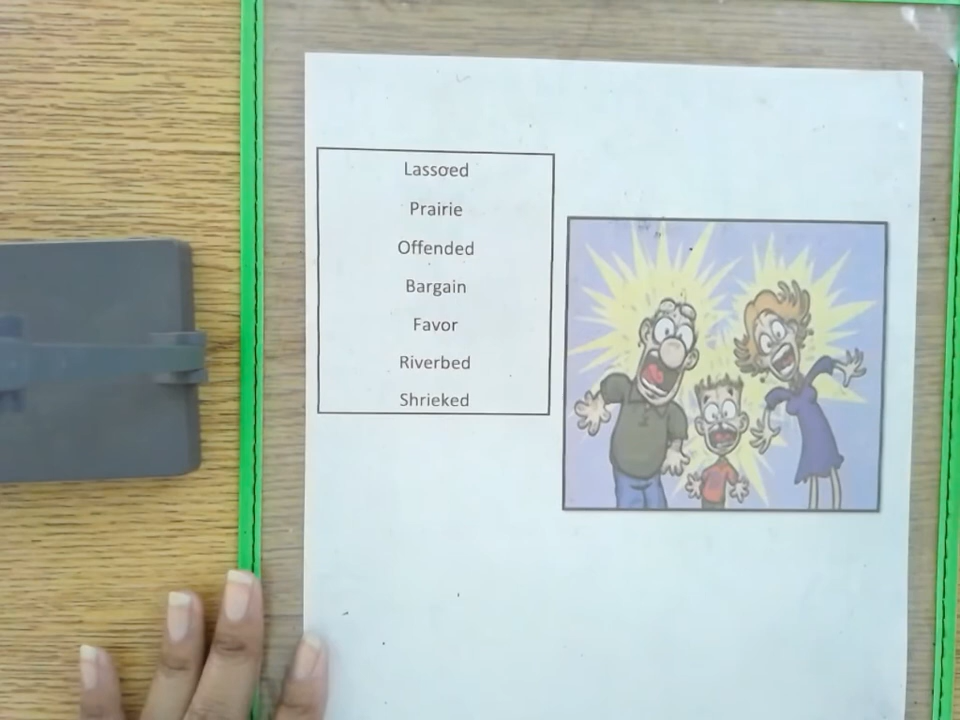 Lassoed
Prairie
Offended
Bargain
Favor
Riverbed
Shrieked